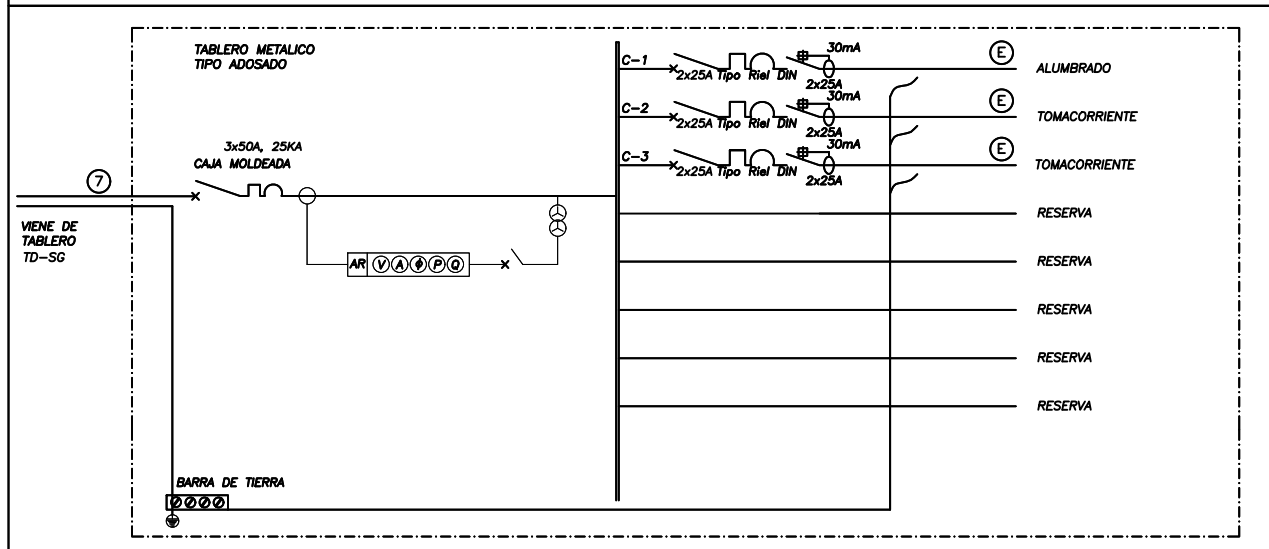 TABLERO METALICO
TIPO ADOSADO
3x50A, 25KA
CAJA MOLDEADA
7
VIENE DE
TABLERO
TD-SG
AR V A Φ P Q
C-1
2x25A Tipo Riel DIN
30mA
2x25A
E
ALUMBRADO
C-2
2x25A Tipo Riel DIN
30mA
2x25A
E
TOMACORRIENTE
C-3
2x25A Tipo Riel DIN
30mA
2x25A
E
TOMACORRIENTE
RESERVA
RESERVA
RESERVA
RESERVA
RESERVA
BARRA DE TIERRA